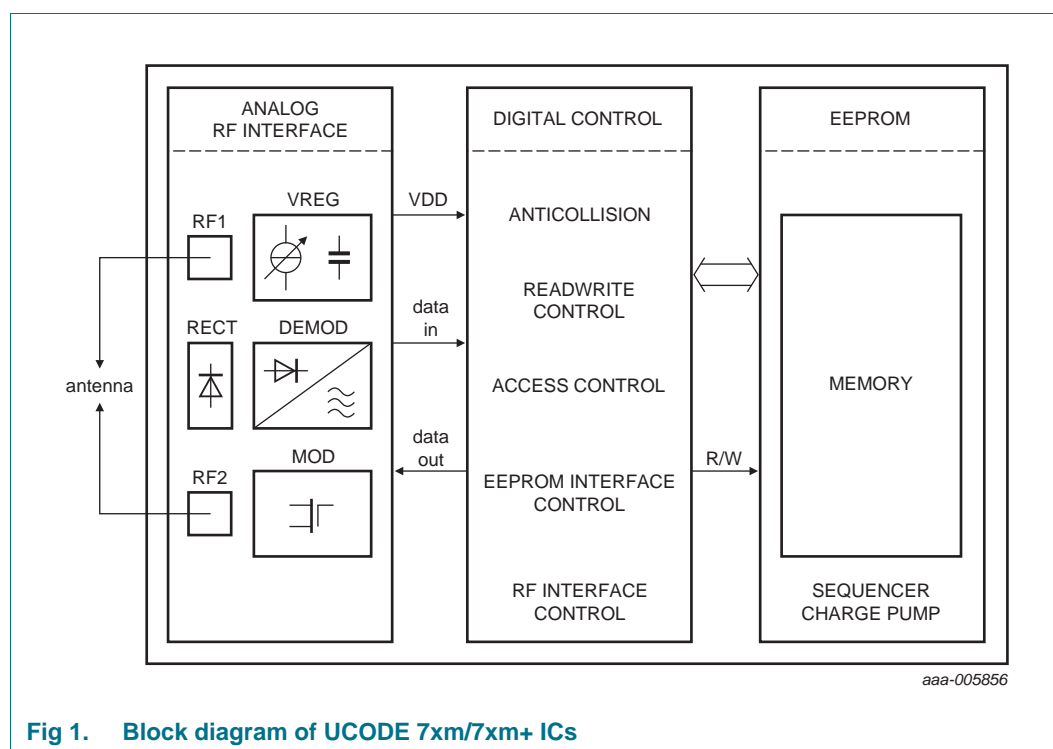 ANALOG
RF INTERFACE
RF1
VREG
RECT
DEMOD
RF2
MOD
antenna
VDD
data
in
data
out
DIGITAL CONTROL
ANTICOLLISION
READWRITE
CONTROL
ACCESS CONTROL
EEPROM INTERFACE
CONTROL
RF INTERFACE
CONTROL
R/W
EEPROM
MEMORY
SEQUENCER
CHARGE PUMP
aaa-005856
Fig 1. Block diagram of UCODE 7xm/7xm+ ICs